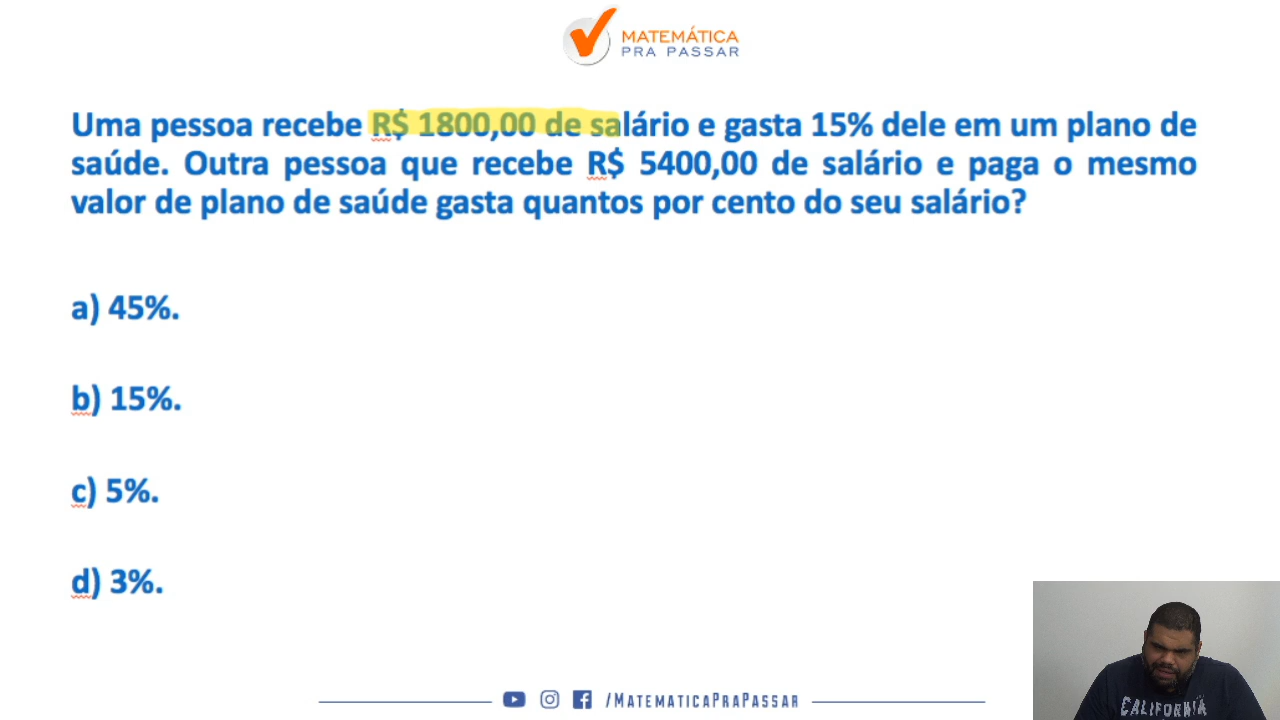 MATEMÁTICA
PRA PASSAR
Uma pessoa recebe R$ 1800,00 de salário e gasta 15% dele em um plano de
saúde. Outra pessoa que recebe R$ 5400,00 de salário e paga o mesmo
valor de plano de saúde gasta quantos por cento do seu salário?
a) 45%.
b) 15%.
c) 5%.
d) 3%.
/MATEMATICAPRAPASSAR
CALIFORNIA